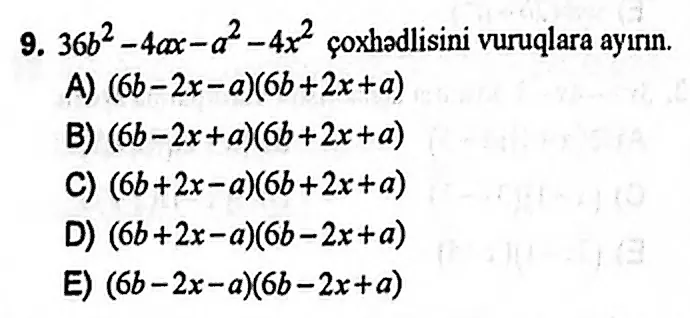 9. 36b² – 4ax – a² – 4x² çoxhədlisini vuruqlara ayırın.
A) (6b – 2x – a)(6b + 2x + a)
B) (6b – 2x + a)(6b + 2x + a)
C) (6b + 2x – a)(6b + 2x + a)
D) (6b + 2x – a)(6b – 2x + a)
E) (6b – 2x – a)(6b – 2x + a)